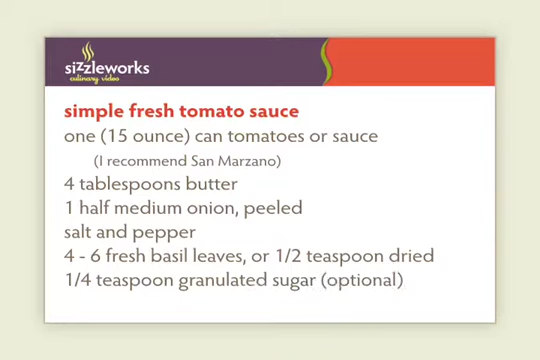 sizzleworks
culinary video
simple fresh tomato sauce
one (15 ounce) can tomatoes or sauce
(I recommend San Marzano)
4 tablespoons butter
1 half medium onion, peeled
salt and pepper
4 - 6 fresh basil leaves, or 1/2 teaspoon dried
1/4 teaspoon granulated sugar (optional)